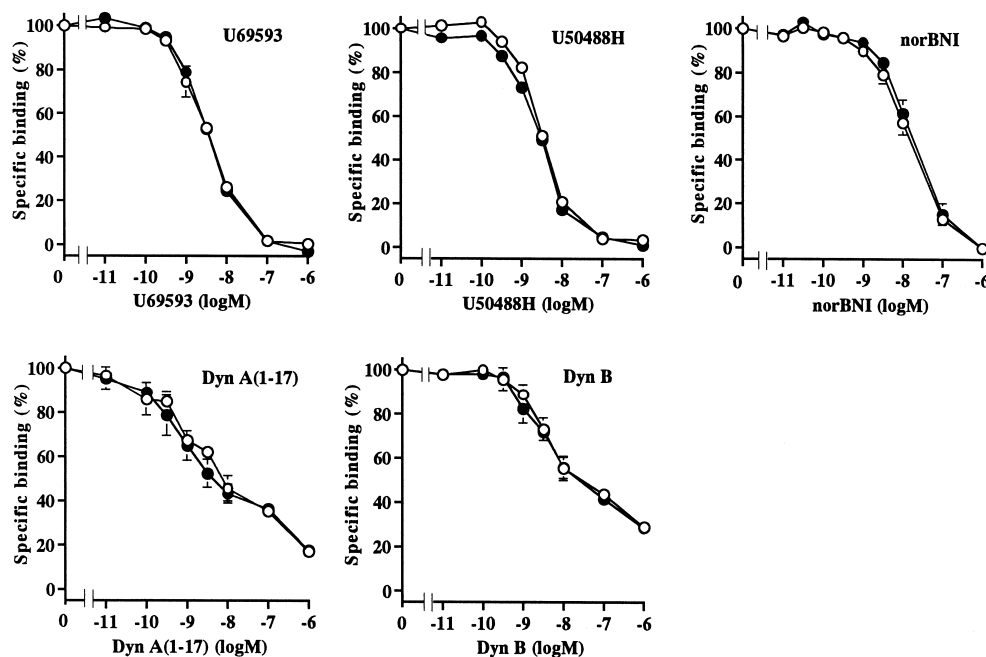 U69593
Specific binding (%)
100
80
60
40
20
0
0 -11 -10 -9 -8 -7 -6
U69593 (logM)
U50488H
Specific binding (%)
100
80
60
40
20
0
0 -11 -10 -9 -8 -7 -6
U50488H (logM)
norBNI
Specific binding (%)
100
80
60
40
20
0
0 -11 -10 -9 -8 -7 -6
norBNI (logM)
Dyn A(1-17)
Specific binding (%)
100
80
60
40
20
0
0 -11 -10 -9 -8 -7 -6
Dyn A(1-17) (logM)
Dyn B
Specific binding (%)
100
80
60
40
20
0
0 -11 -10 -9 -8 -7 -6
Dyn B (logM)